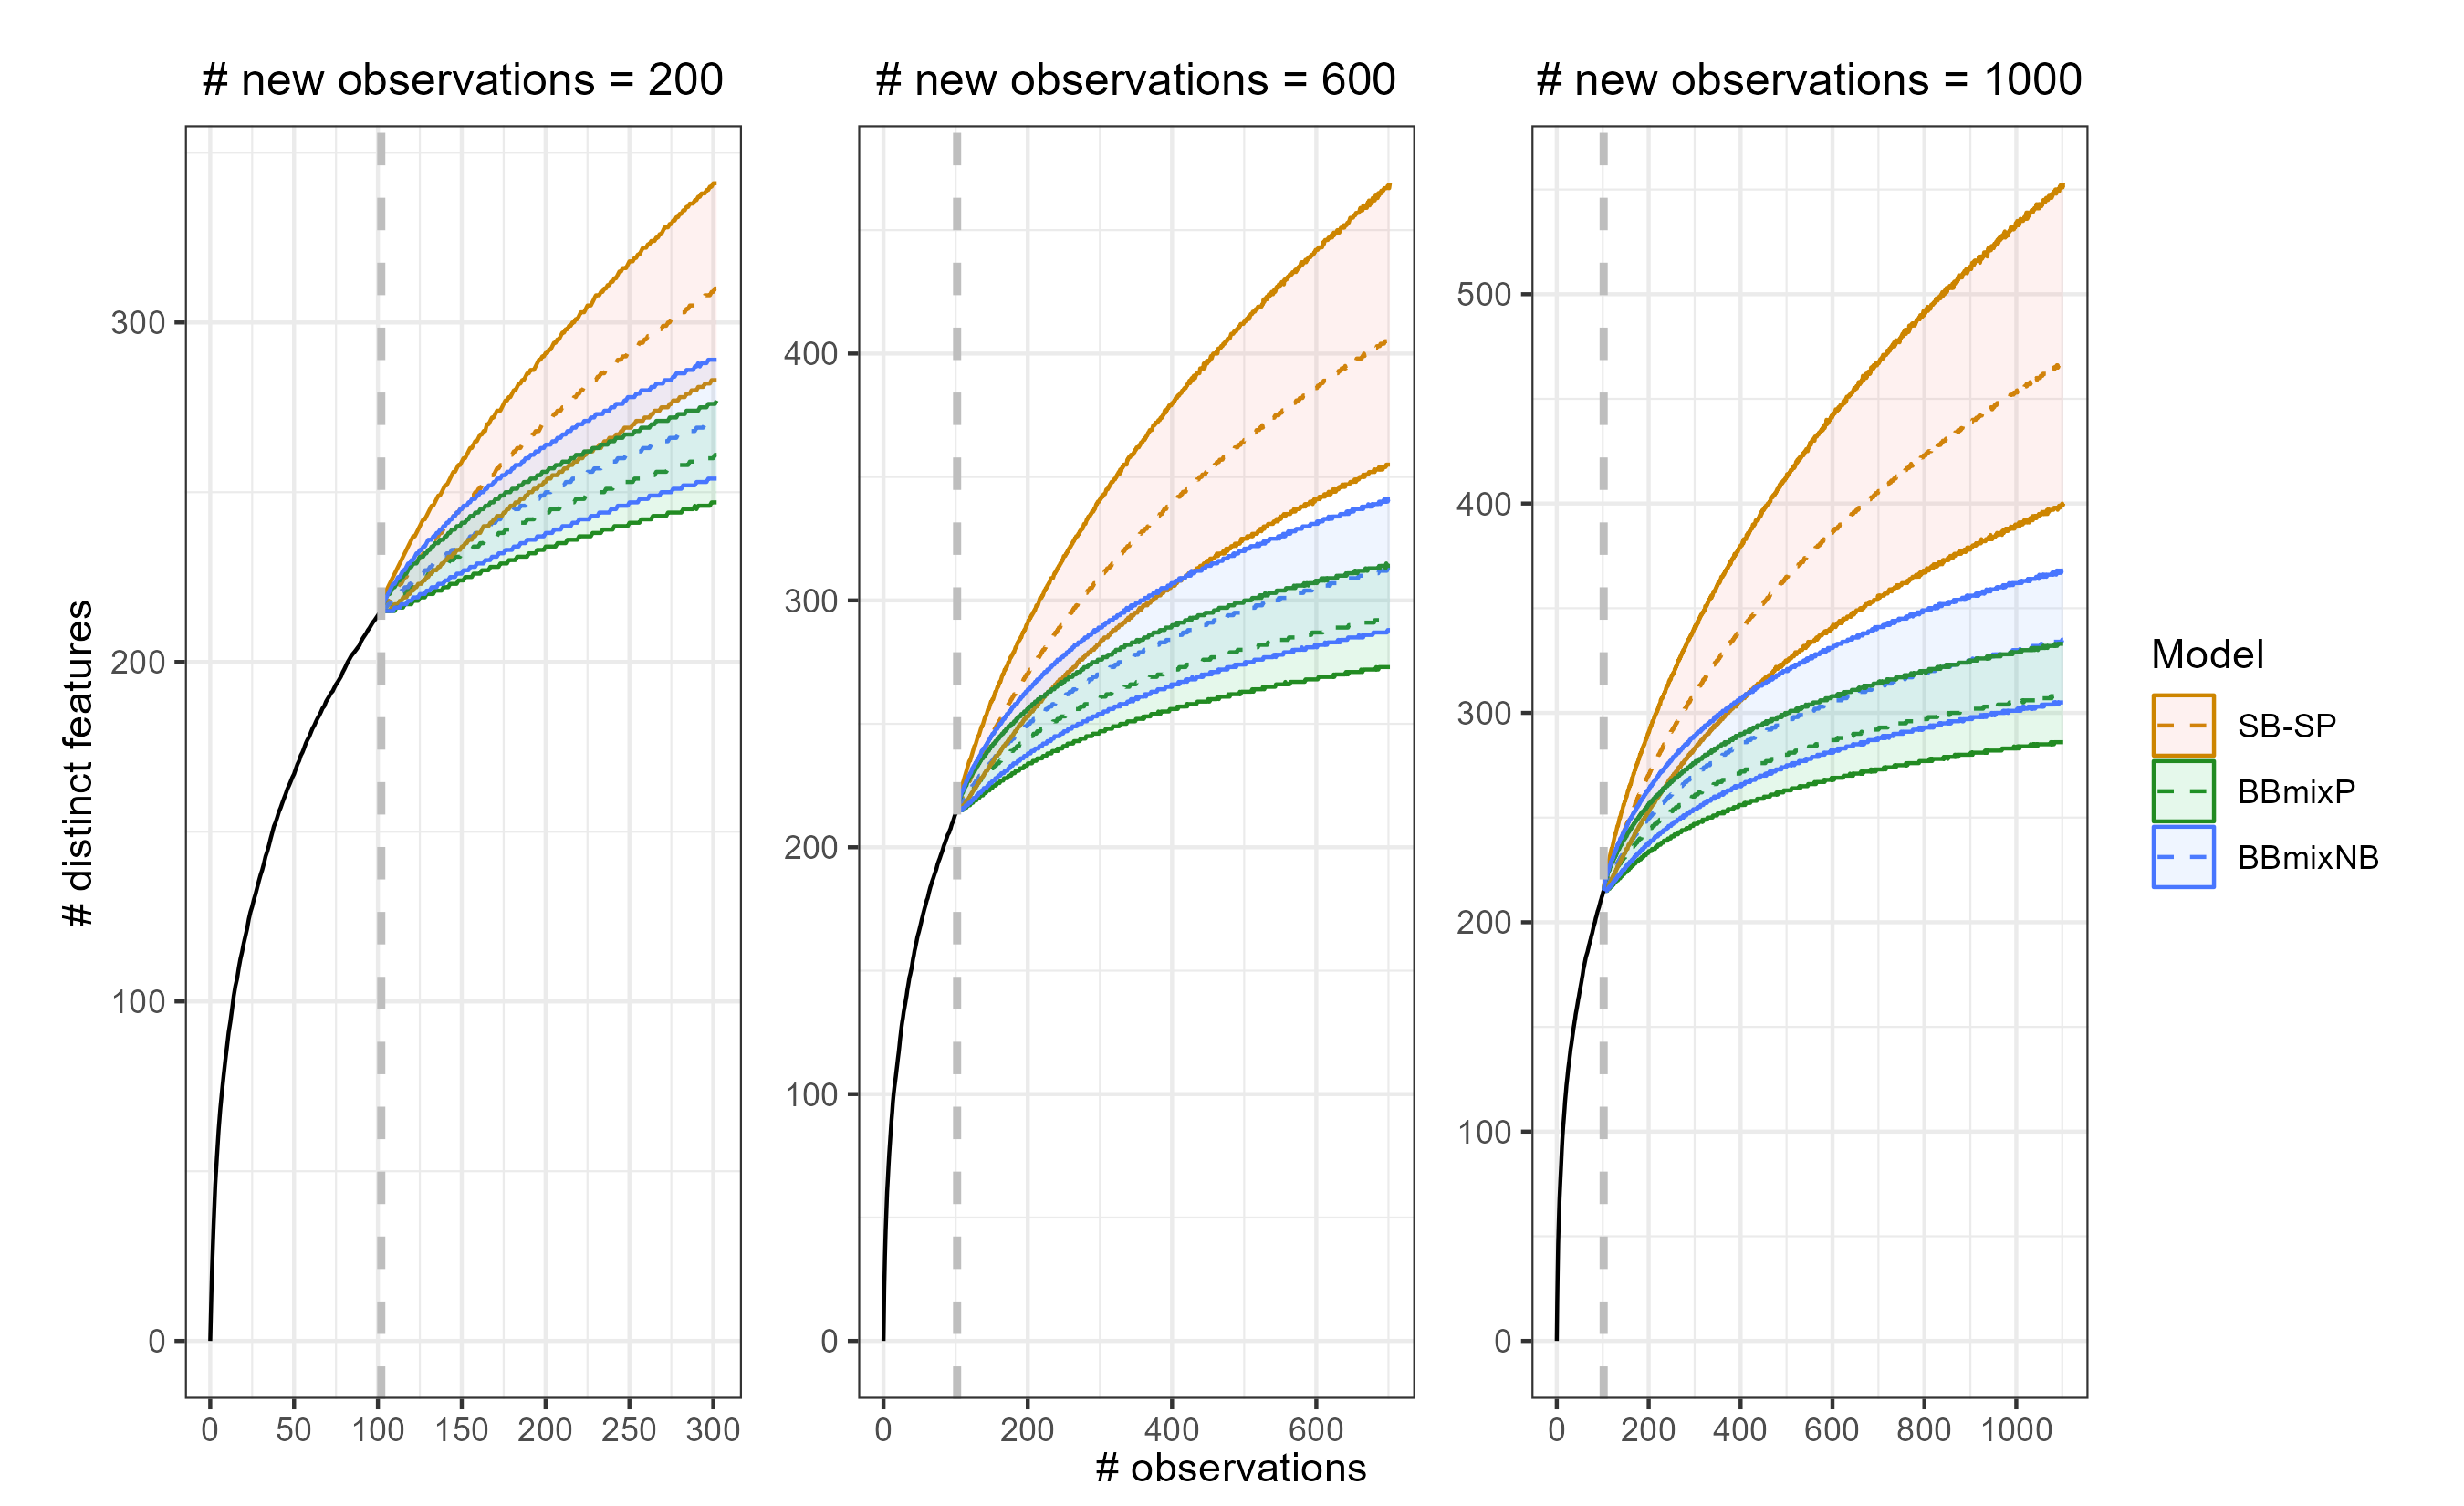 # new observations = 200
# new observations = 600
# new observations = 1000
# distinct features
300
200
100
0
0 50 100 150 200 250 300
400
300
200
100
0
0 200 400 600
500
400
300
200
100
0
0 200 400 600 800 1000
# observations
Model
SB-SP
BBmixP
BBmixNB